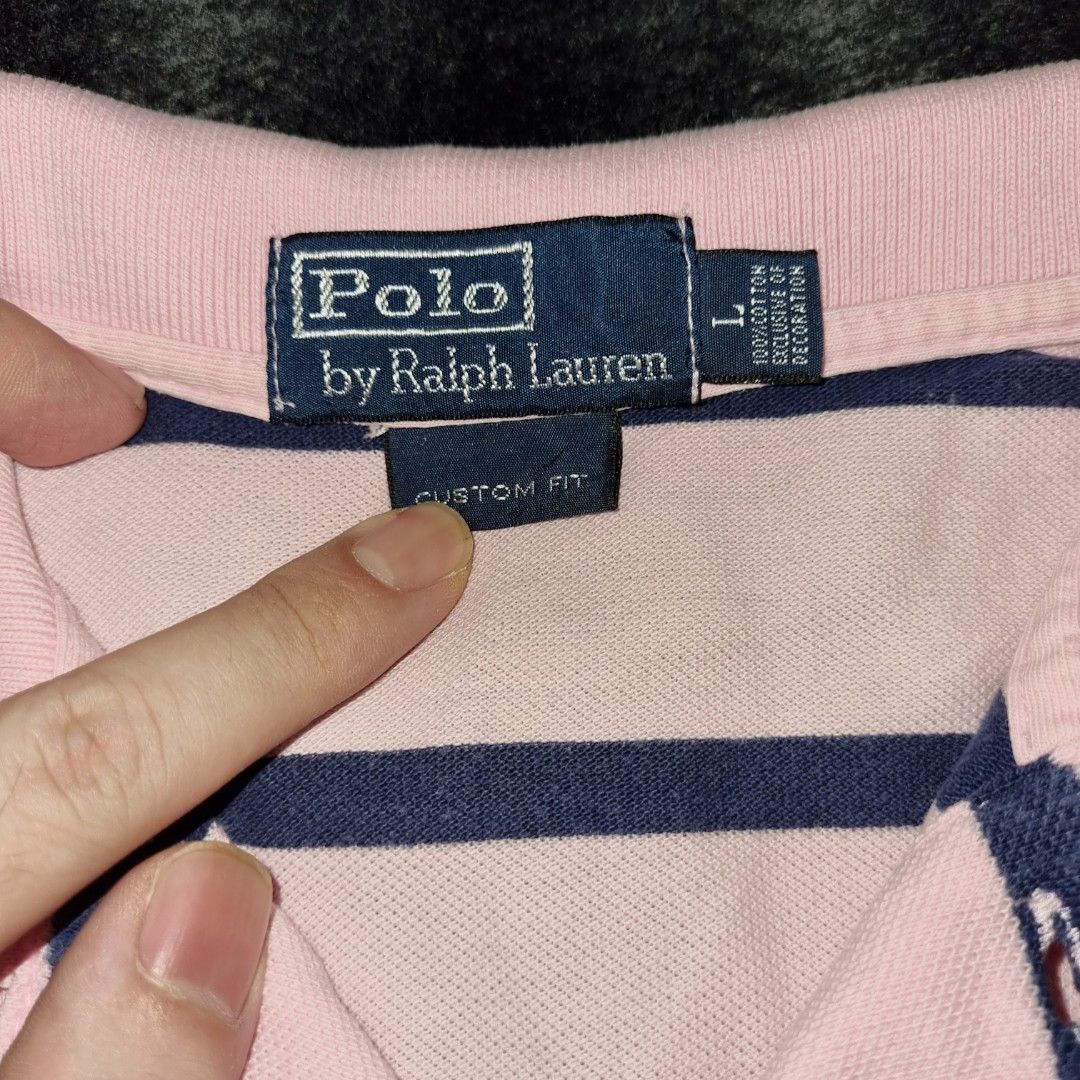 Polo
by Ralph Lauren
L
100% COTTON
EXCLUSIVE OF
DECORATION
CUSTOM FIT